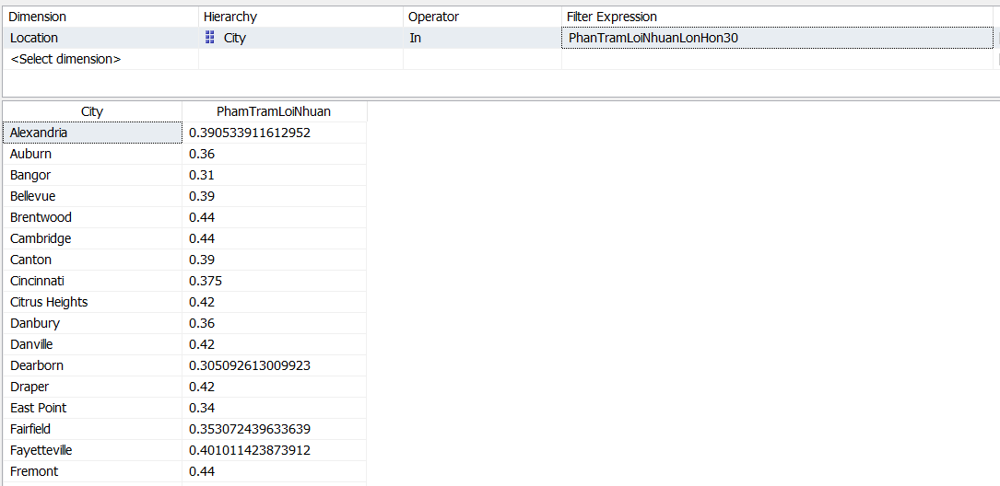 Dimension Hierarchy Operator Filter Expression
Location City In PhanTramLoiNhuanLonHon30
<Select dimension>
City PhamTramLoiNhuan
Alexandria 0.390533911612952
Auburn 0.36
Bangor 0.31
Bellevue 0.39
Brentwood 0.44
Cambridge 0.44
Canton 0.39
Cincinnati 0.375
Citrus Heights 0.42
Danbury 0.36
Danville 0.42
Dearborn 0.305092613009923
Draper 0.42
East Point 0.34
Fairfield 0.353072439633639
Fayetteville 0.401011423873912
Fremont 0.44